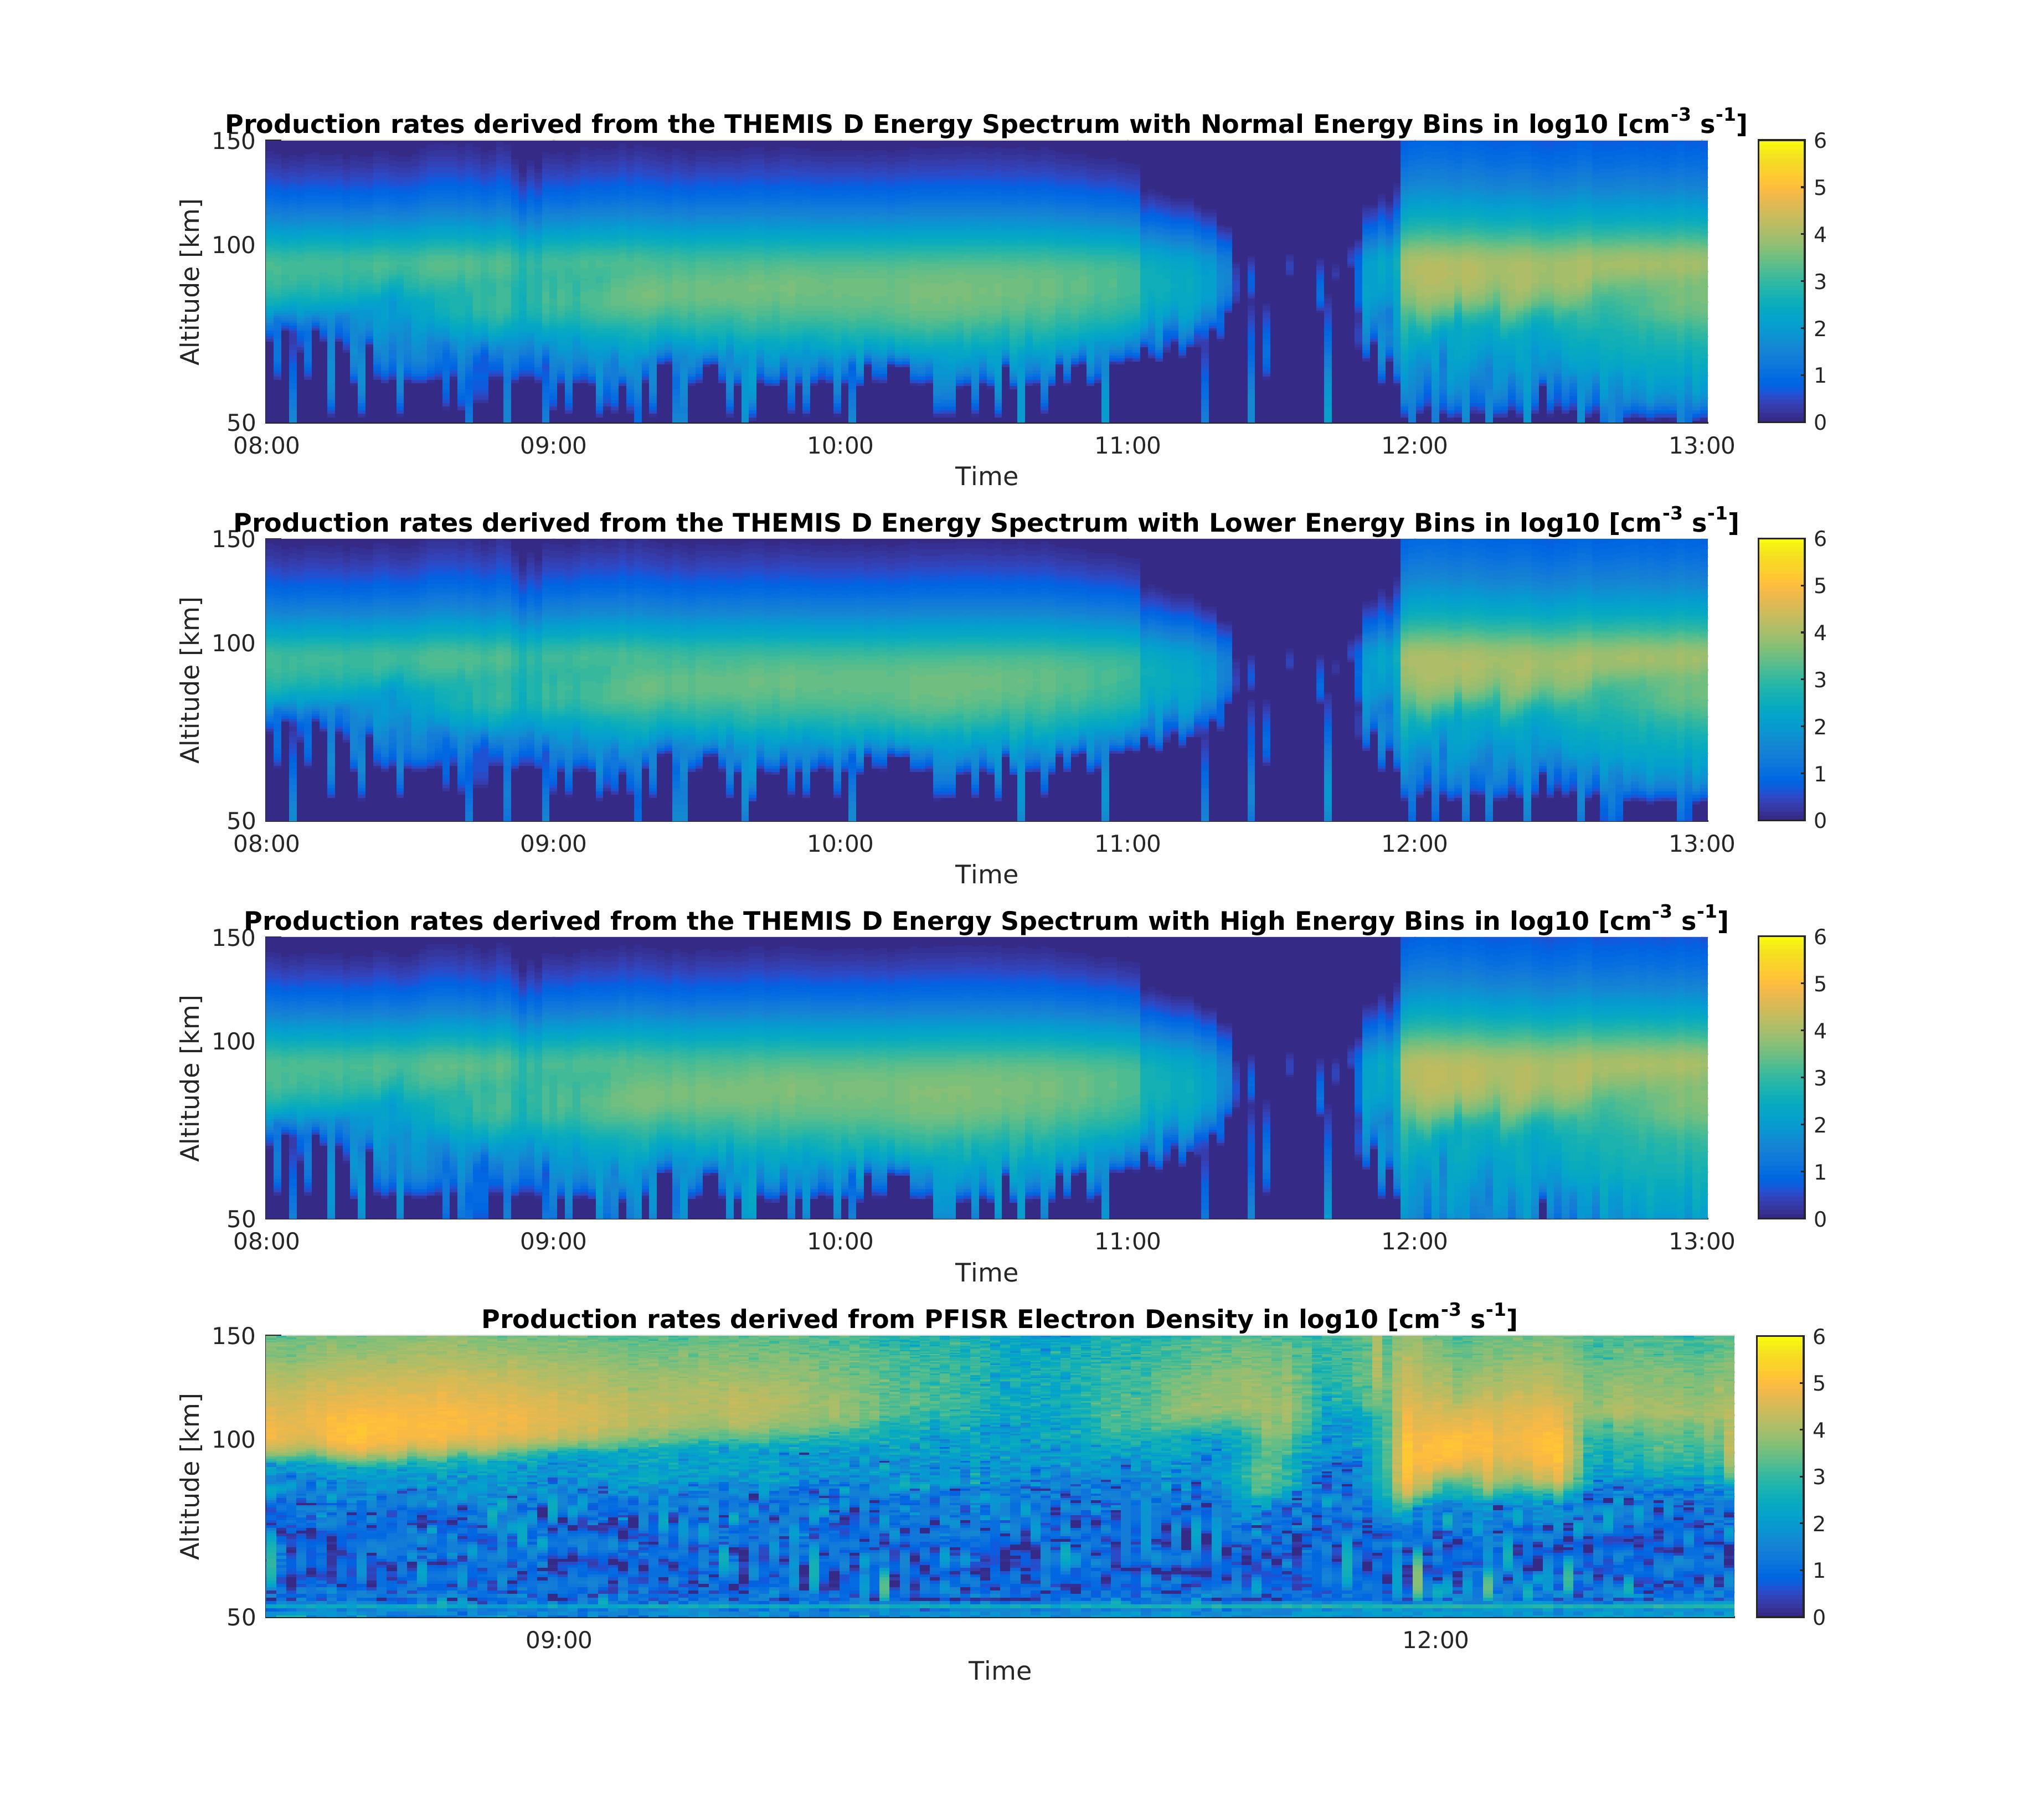 Production rates derived from the THEMIS D Energy Spectrum with Normal Energy Bins in log10 [cm⁻³ s⁻¹]
150
100
50
Altitude [km]
08:00 09:00 10:00 11:00 12:00 13:00
Time
6
5
4
3
2
1
0
Production rates derived from the THEMIS D Energy Spectrum with Lower Energy Bins in log10 [cm⁻³ s⁻¹]
150
100
50
Altitude [km]
08:00 09:00 10:00 11:00 12:00 13:00
Time
6
5
4
3
2
1
0
Production rates derived from the THEMIS D Energy Spectrum with High Energy Bins in log10 [cm⁻³ s⁻¹]
150
100
50
Altitude [km]
08:00 09:00 10:00 11:00 12:00 13:00
Time
6
5
4
3
2
1
0
Production rates derived from PFISR Electron Density in log10 [cm⁻³ s⁻¹]
150
100
50
Altitude [km]
09:00 12:00
Time
6
5
4
3
2
1
0